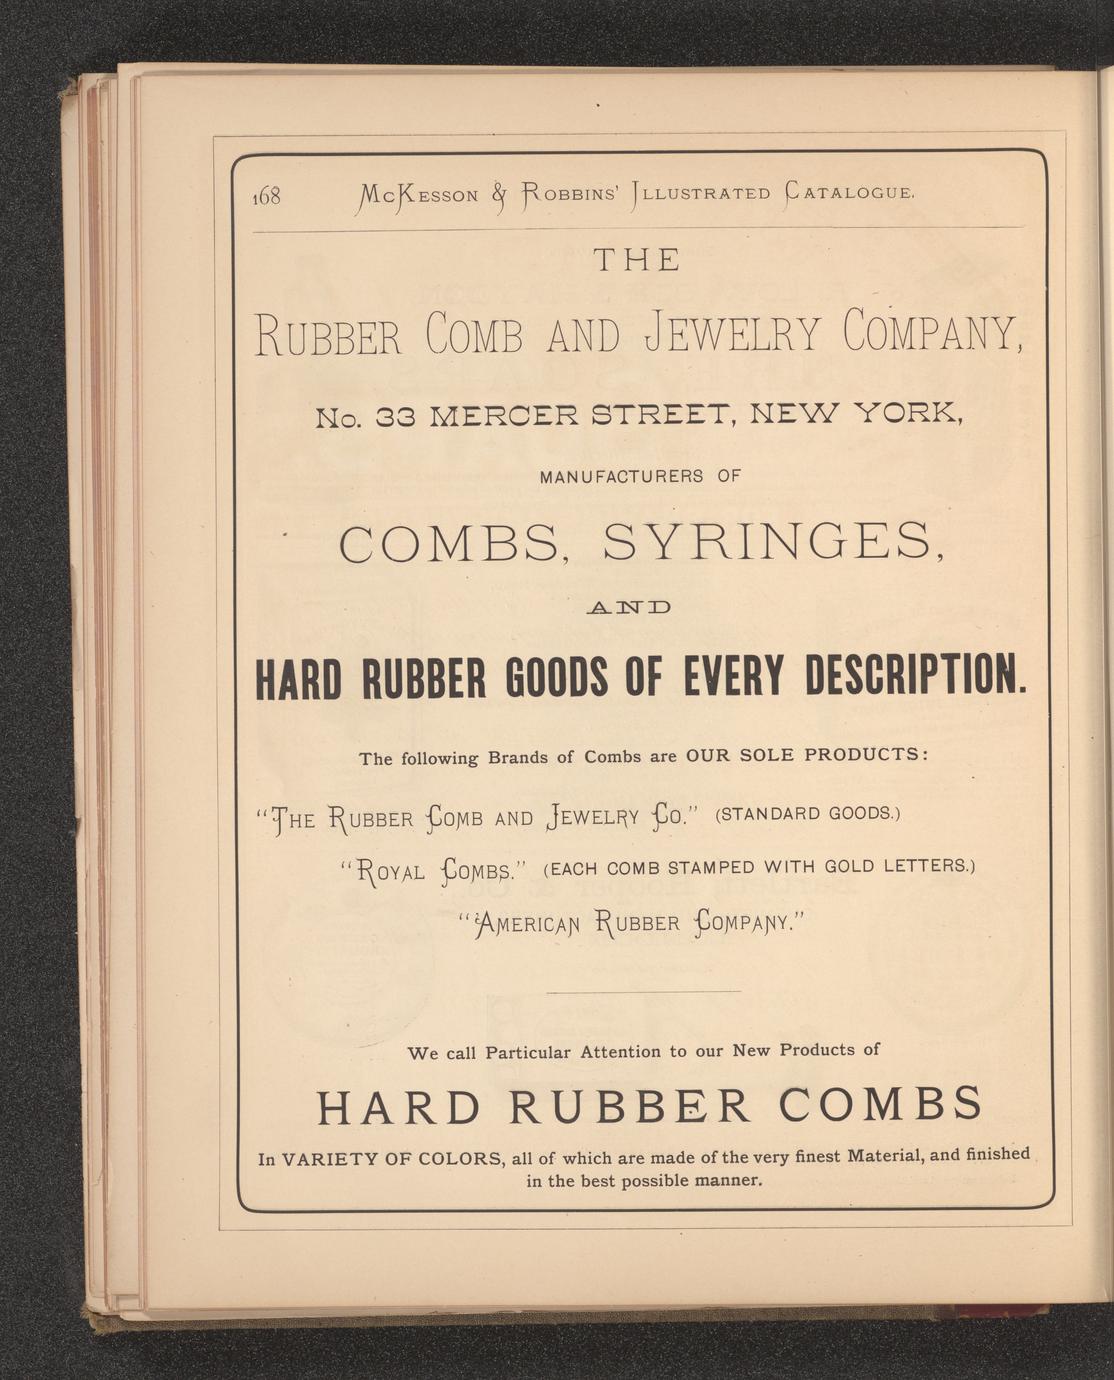 168
McKesson & Robbins' Illustrated Catalogue.
THE
Rubber Comb and Jewelry Company,
No. 33 MERCER STREET, NEW YORK,
MANUFACTURERS OF
COMBS, SYRINGES,
AND
HARD RUBBER GOODS OF EVERY DESCRIPTION.
The following Brands of Combs are OUR SOLE PRODUCTS:
"The Rubber Comb and Jewelry Co." (STANDARD GOODS.)
"Royal Combs." (EACH COMB STAMPED WITH GOLD LETTERS.)
"American Rubber Company."
We call Particular Attention to our New Products of
HARD RUBBER COMBS
In VARIETY OF COLORS, all of which are made of the very finest Material, and finished
in the best possible manner.